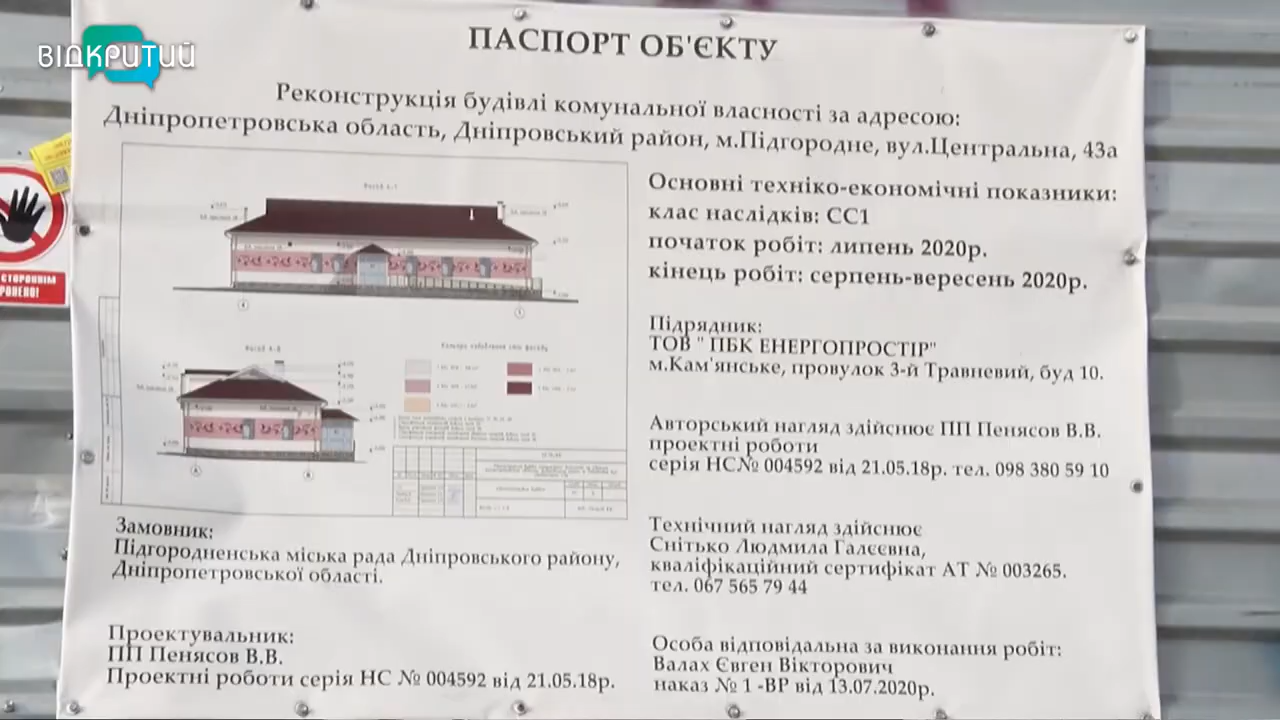 ВІДКРИТИЙ
ПАСПОРТ ОБ'ЄКТУ
Реконструкція будівлі комунальної власності за адресою:
Дніпропетровська область, Дніпровський район, м.Підгородне, вул.Центральна, 43а
СТОРОННІМ
Основні техніко-економічні показники:
клас наслідків: СС1
початок робіт: липень 2020р.
кінець робіт: серпень-вересень 2020р.
Підрядник:
ТОВ " ПБК ЕНЕРГОПРОСТІР"
м.Кам'янське, провулок 3-й Травневий, буд 10.
Авторський нагляд здійснює ПП Пенясов В.В.
проектні роботи
серія НС№ 004592 від 21.05.18р. тел. 098 380 59 10
Технічний нагляд здійснює
Снітько Людмила Галєєвна,
кваліфікаційний сертифікат АТ № 003265.
тел. 067 565 79 44
Особа відповідальна за виконання робіт:
Валах Євген Вікторович
наказ № 1 -ВР від 13.07.2020р.
Замовник:
Підгородненська міська рада Дніпровського району,
Дніпропетровської області.
Проектувальник:
ПП Пенясов В.В.
Проектні роботи серія НС № 004592 від 21.05.18р.